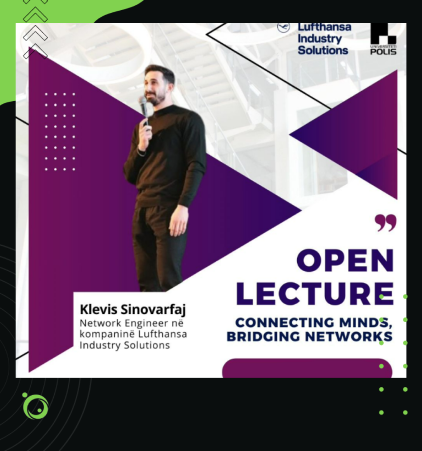 Lufthansa
Industry
Solutions
UNIVERSITETI
POLIS
OPEN
LECTURE
CONNECTING MINDS,
BRIDGING NETWORKS
Klevis Sinovarfaj
Network Engineer në
kompaninë Lufthansa
Industry Solutions